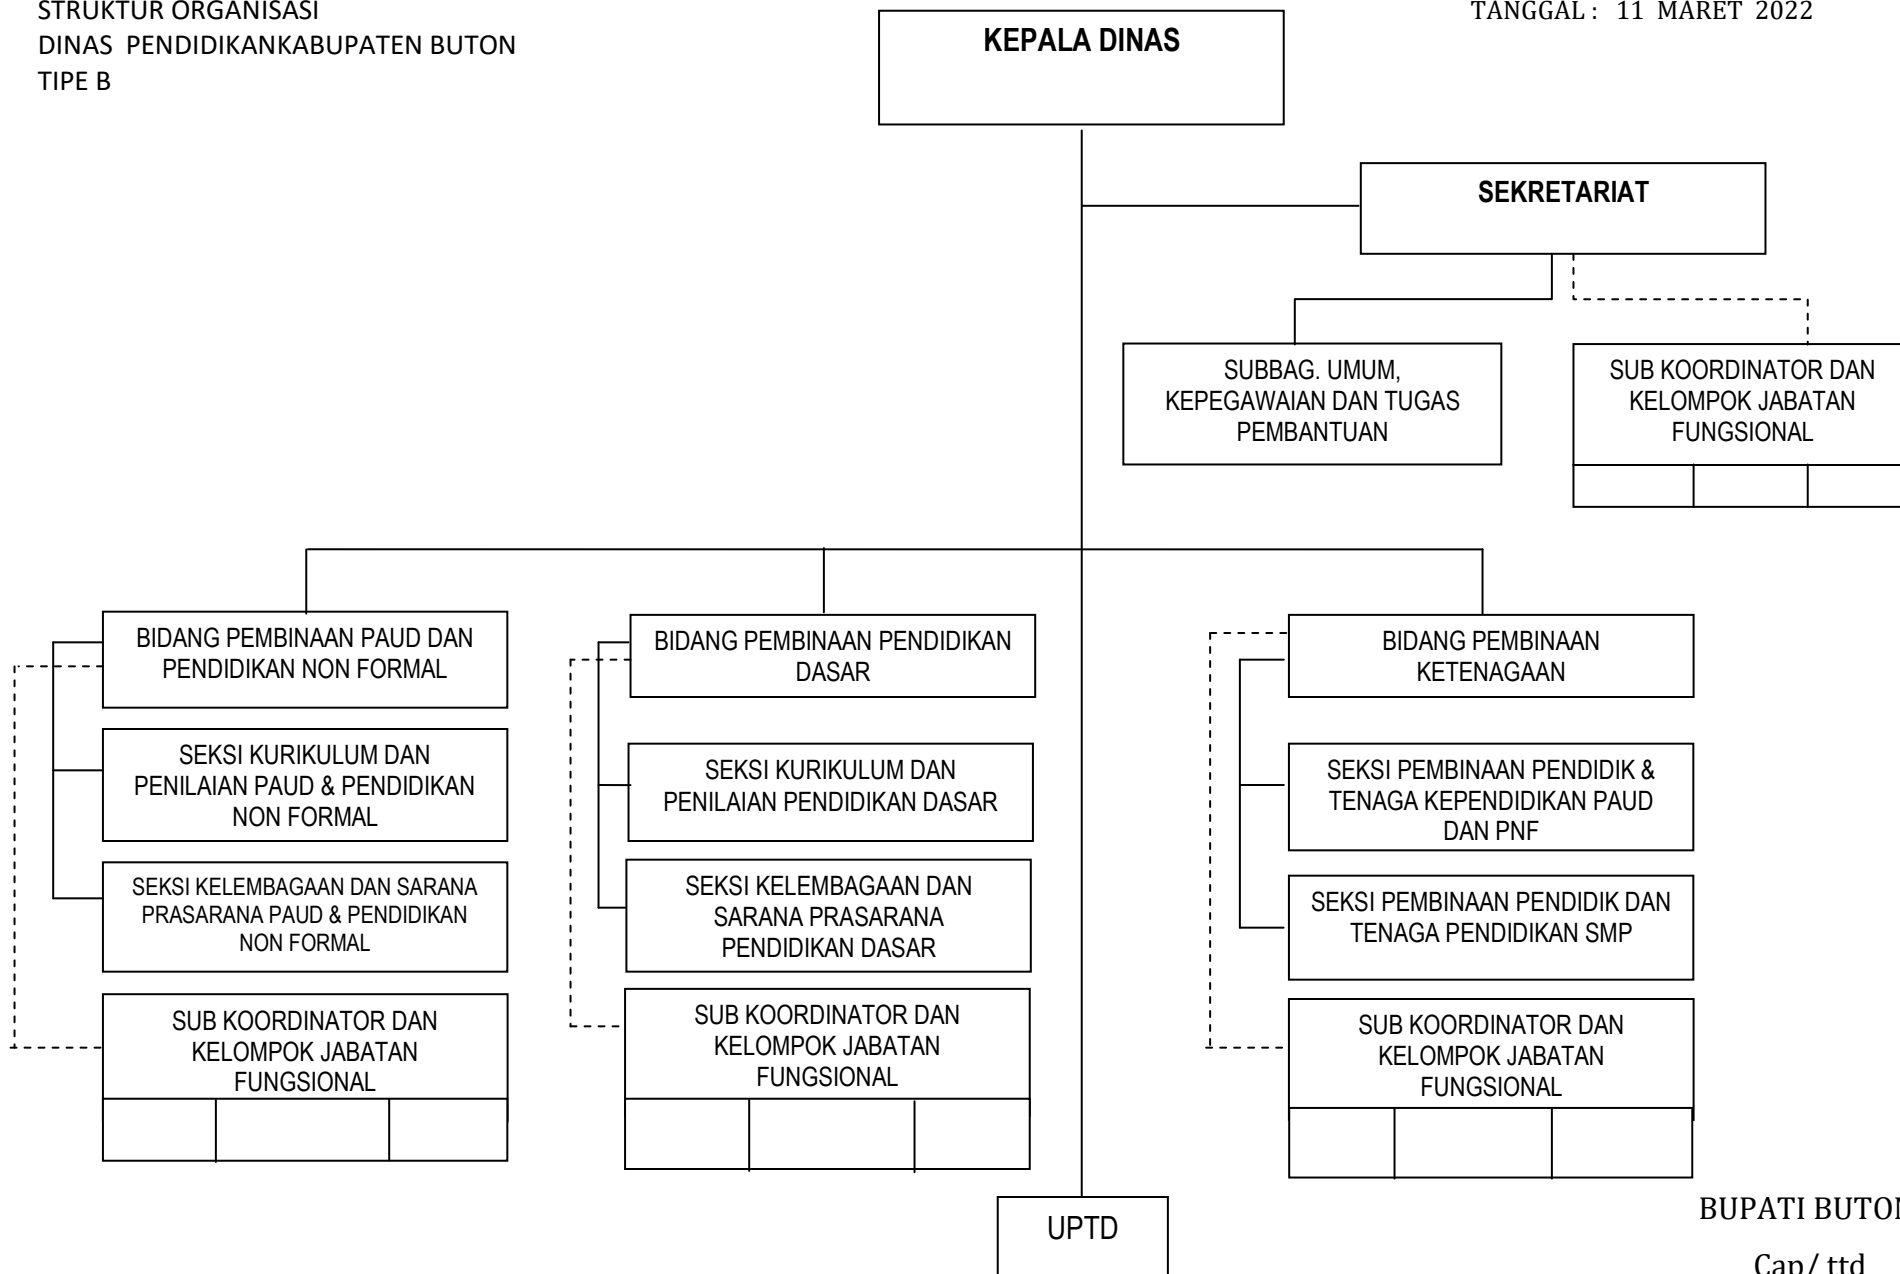 STRUKTUR ORGANISASI
DINAS  PENDIDIKANKABUPATEN BUTON
TIPE B
TANGGAL :  11  MARET  2022
KEPALA DINAS
SEKRETARIAT
SUBBAG. UMUM,
KEPEGAWAIAN DAN TUGAS
PEMBANTUAN
SUB KOORDINATOR DAN
KELOMPOK JABATAN
FUNGSIONAL
BIDANG PEMBINAAN PAUD DAN
PENDIDIKAN NON FORMAL
SEKSI KURIKULUM DAN
PENILAIAN PAUD & PENDIDIKAN
NON FORMAL
SEKSI KELEMBAGAAN DAN SARANA
PRASARANA PAUD & PENDIDIKAN
NON FORMAL
SUB KOORDINATOR DAN
KELOMPOK JABATAN
FUNGSIONAL
BIDANG PEMBINAAN PENDIDIKAN
DASAR
SEKSI KURIKULUM DAN
PENILAIAN PENDIDIKAN DASAR
SEKSI KELEMBAGAAN DAN
SARANA PRASARANA
PENDIDIKAN DASAR
SUB KOORDINATOR DAN
KELOMPOK JABATAN
FUNGSIONAL
BIDANG PEMBINAAN
KETENAGAAN
SEKSI PEMBINAAN PENDIDIK &
TENAGA KEPENDIDIKAN PAUD
DAN PNF
SEKSI PEMBINAAN PENDIDIK DAN
TENAGA PENDIDIKAN SMP
SUB KOORDINATOR DAN
KELOMPOK JABATAN
FUNGSIONAL
UPTD
BUPATI BUTON
Cap/ ttd